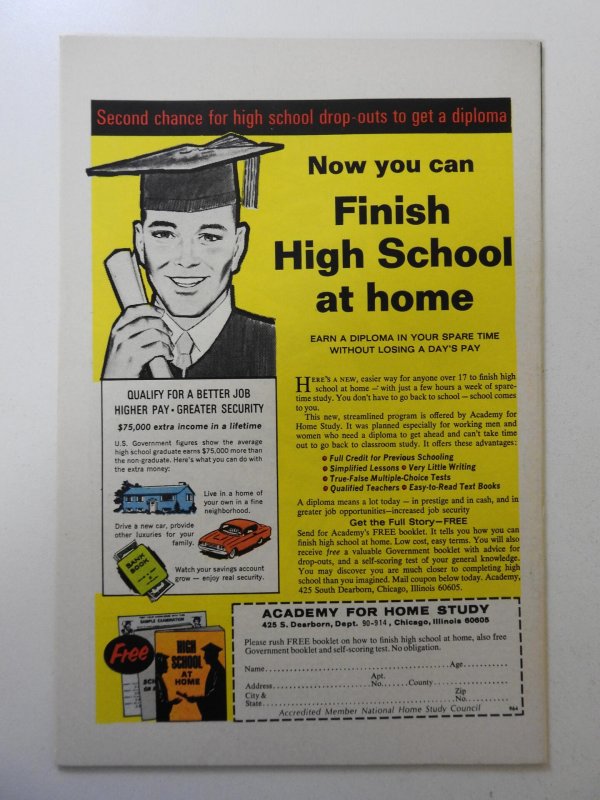 Second chance for high school drop-outs to get a diploma
Now you can
Finish
High School
at home
EARN A DIPLOMA IN YOUR SPARE TIME
WITHOUT LOSING A DAY'S PAY
QUALIFY FOR A BETTER JOB
HIGHER PAY • GREATER SECURITY
$75,000 extra income in a lifetime
U.S. Government figures show the average
high school graduate earns $75,000 more than
the non-graduate. Here's what you can do with
the extra money:
Live in a home of
your own in a fine
neighborhood.
Drive a new car, provide
other luxuries for your
family.
BANK
BOOK
Watch your savings account
grow — enjoy real security.
HERE'S A NEW, easier way for anyone over 17 to finish high
school at home — with just a few hours a week of spare-
time study. You don't have to go back to school — school comes
to you.
This new, streamlined program is offered by Academy for
Home Study. It was planned especially for working men and
women who need a diploma to get ahead and can't take time
out to go back to classroom study. It offers these advantages:
• Full Credit for Previous Schooling
• Simplified Lessons • Very Little Writing
• True-False Multiple-Choice Tests
• Qualified Teachers • Easy-to-Read Text Books
A diploma means a lot today — in prestige and in cash, and in
greater job opportunities—increased job security
Get the Full Story—FREE
Send for Academy's FREE booklet. It tells you how you can
finish high school at home. Low cost, easy terms. You will also
receive free a valuable Government booklet with advice for
drop-outs, and a self-scoring test of your general knowledge.
You may discover you are much closer to completing high
school than you imagined. Mail coupon below today. Academy,
425 South Dearborn, Chicago, Illinois 60605.
SAMPLE EXAMINATION
Free
HIGH
SCHOOL
AT
HOME
ACADEMY FOR HOME STUDY
425 S. Dearborn, Dept. 90-914, Chicago, Illinois 60605
Please rush FREE booklet on how to finish high school at home, also free
Government booklet and self-scoring test. No obligation.
Name Age
Apt.
Address No. County
City & Zip
State No.
Accredited Member National Home Study Council 964